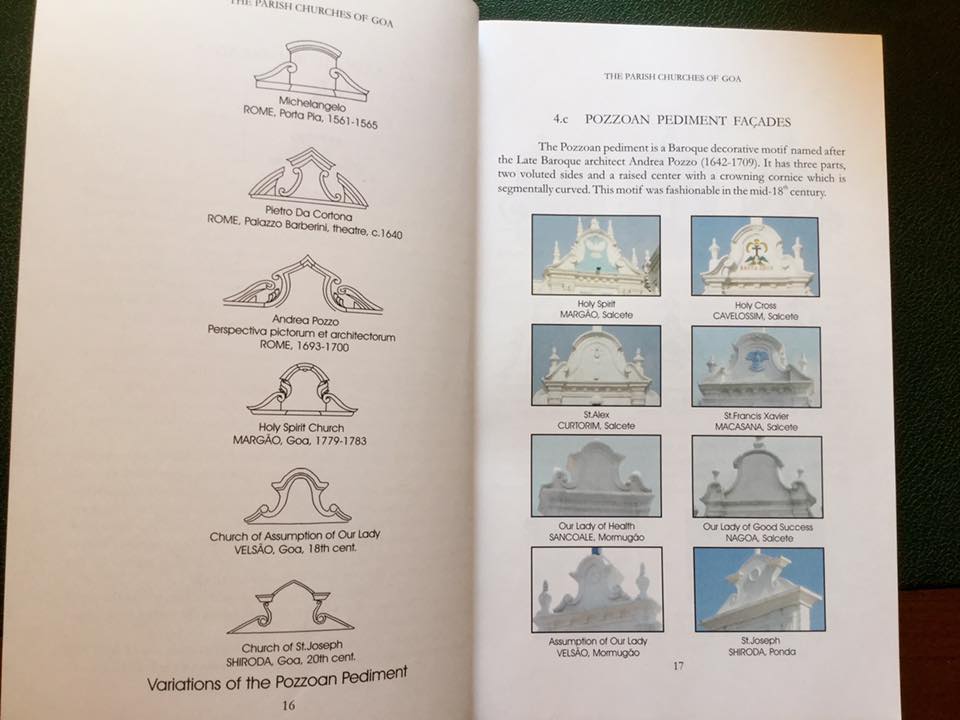 THE PARISH CHURCHES OF GOA
Michelangelo
ROME, Porta Pia, 1561-1565
Pietro Da Cortona
ROME, Palazzo Barberini, theatre, c.1640
Andrea Pozzo
Perspectiva pictorum et architectorum
ROME, 1693-1700
Holy Spirit Church
MARGÃO, Goa, 1779-1783
Church of Assumption of Our Lady
VELSÃO, Goa, 18th cent.
Church of St.Joseph
SHIRODA, Goa, 20th cent.
Variations of the Pozzoan Pediment
16
THE PARISH CHURCHES OF GOA
4.c POZZOAN PEDIMENT FAÇADES
The Pozzoan pediment is a Baroque decorative motif named after
the Late Baroque architect Andrea Pozzo (1642-1709). It has three parts,
two voluted sides and a raised center with a crowning cornice which is
segmentally curved. This motif was fashionable in the mid-18th century.
Holy Spirit
MARGÃO, Salcete
Holy Cross
CAVELOSSIM, Salcete
St.Alex
CURTORIM, Salcete
St.Francis Xavier
MACASANA, Salcete
Our Lady of Health
SANCOALE, Mormugão
Our Lady of Good Success
NAGOA, Salcete
Assumption of Our Lady
VELSÃO, Mormugão
St.Joseph
SHIRODA, Ponda
17